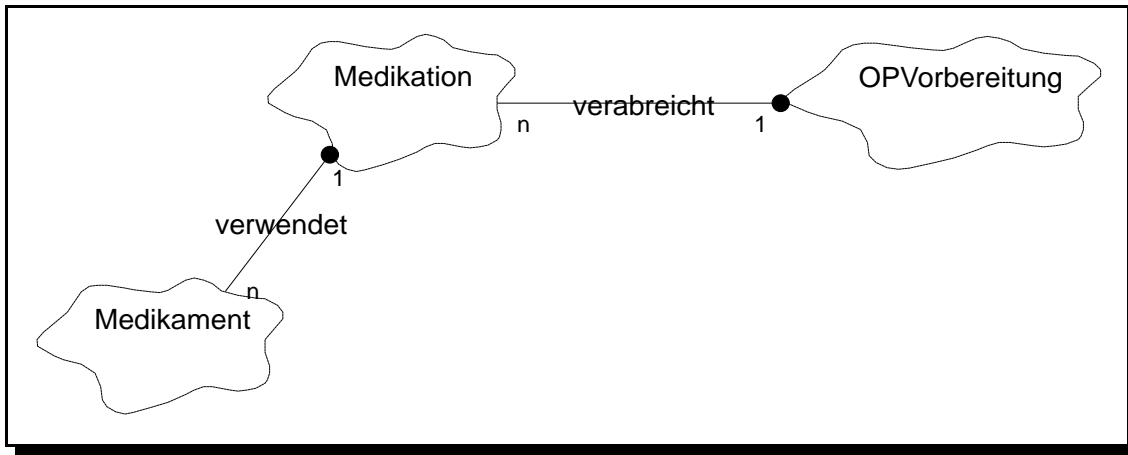 Medikation
OPVorbereitung
verabreicht
n
1
1
verwendet
n
Medikament